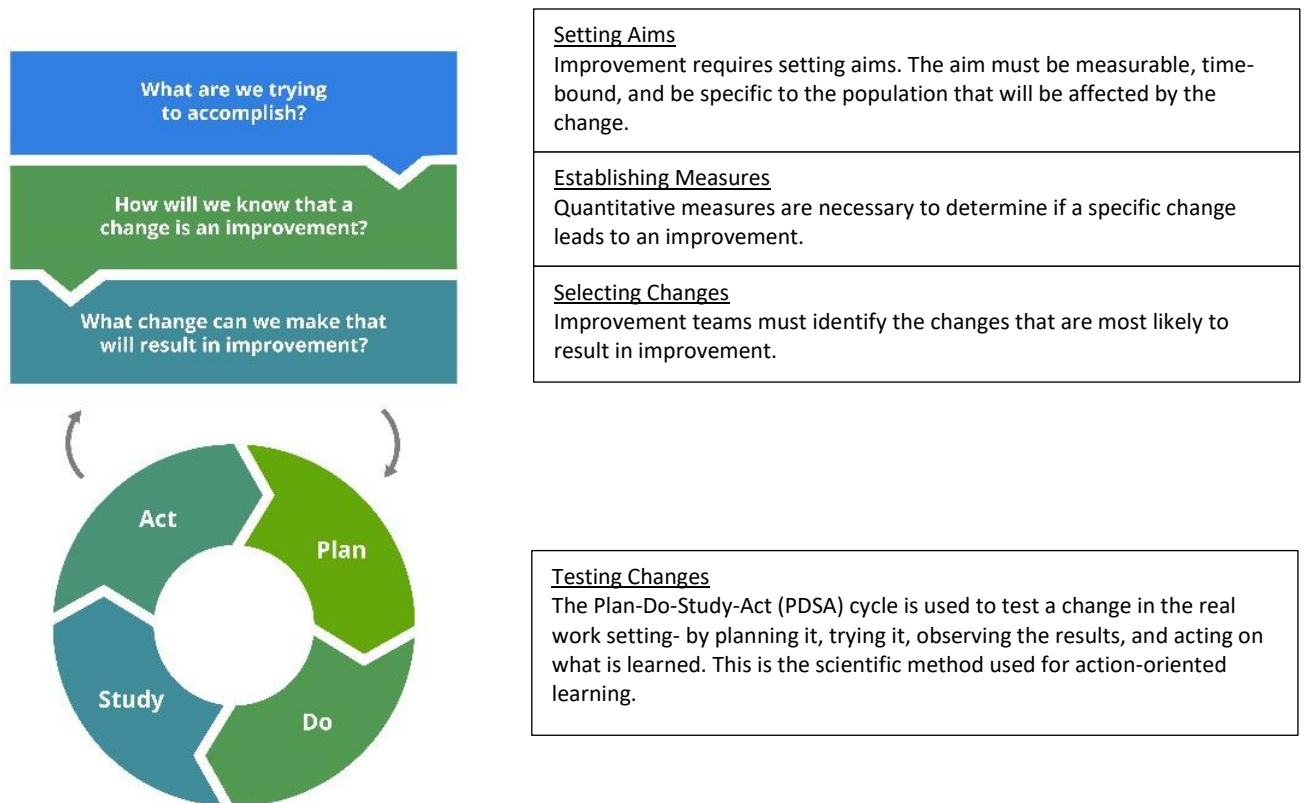 What are we trying
to accomplish?
How will we know that a
change is an improvement?
What change can we make that
will result in improvement?
Setting Aims
Improvement requires setting aims. The aim must be measurable, time-
bound, and be specific to the population that will be affected by the
change.
Establishing Measures
Quantitative measures are necessary to determine if a specific change
leads to an improvement.
Selecting Changes
Improvement teams must identify the changes that are most likely to
result in improvement.
Act
Plan
Study
Do
Testing Changes
The Plan-Do-Study-Act (PDSA) cycle is used to test a change in the real
work setting- by planning it, trying it, observing the results, and acting on
what is learned. This is the scientific method used for action-oriented
learning.